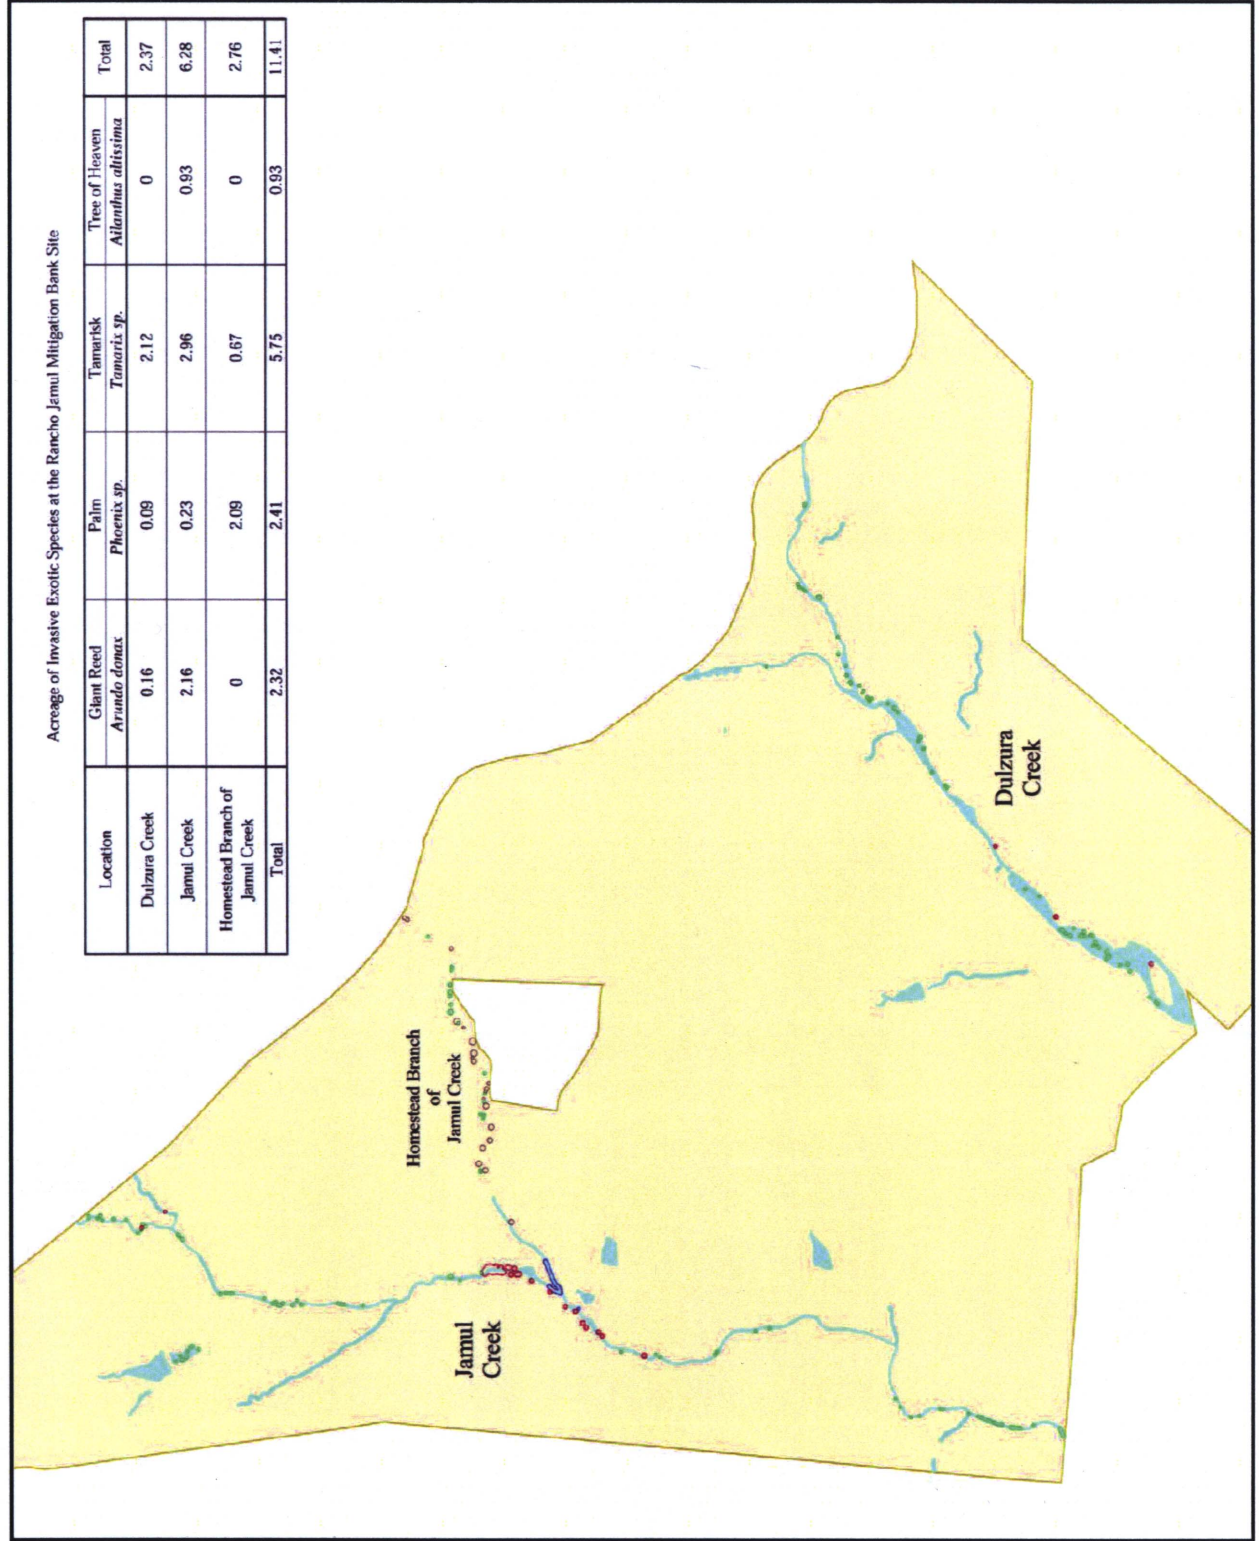 Acreage of Invasive Exotic Species at the Rancho Jamul Mitigation Bank Site
Location Giant Reed Palm Tamarisk Tree of Heaven Total
Arundo donax Phoenix sp. Tamarix sp. Ailanthus altissima
Dulzura Creek 0.16 0.09 2.12 0 2.37
Jamul Creek 2.16 0.23 2.96 0.93 6.28
Homestead Branch of
Jamul Creek 0 2.09 0.67 0 2.76
Total 2.32 2.41 5.75 0.93 11.41
Homestead Branch
of
Jamul Creek
Jamul
Creek
Dulzura
Creek